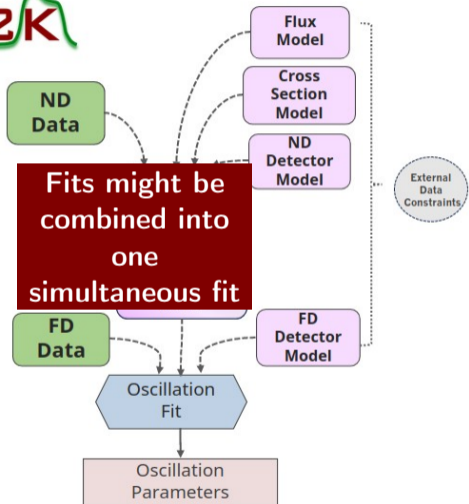 2K
Flux
Model
Cross
Section
Model
ND
Data
ND
Detector
Model
External
Data
Constraints
Fits might be
combined into
one
simultaneous fit
FD
Data
FD
Detector
Model
Oscillation
Fit
Oscillation
Parameters